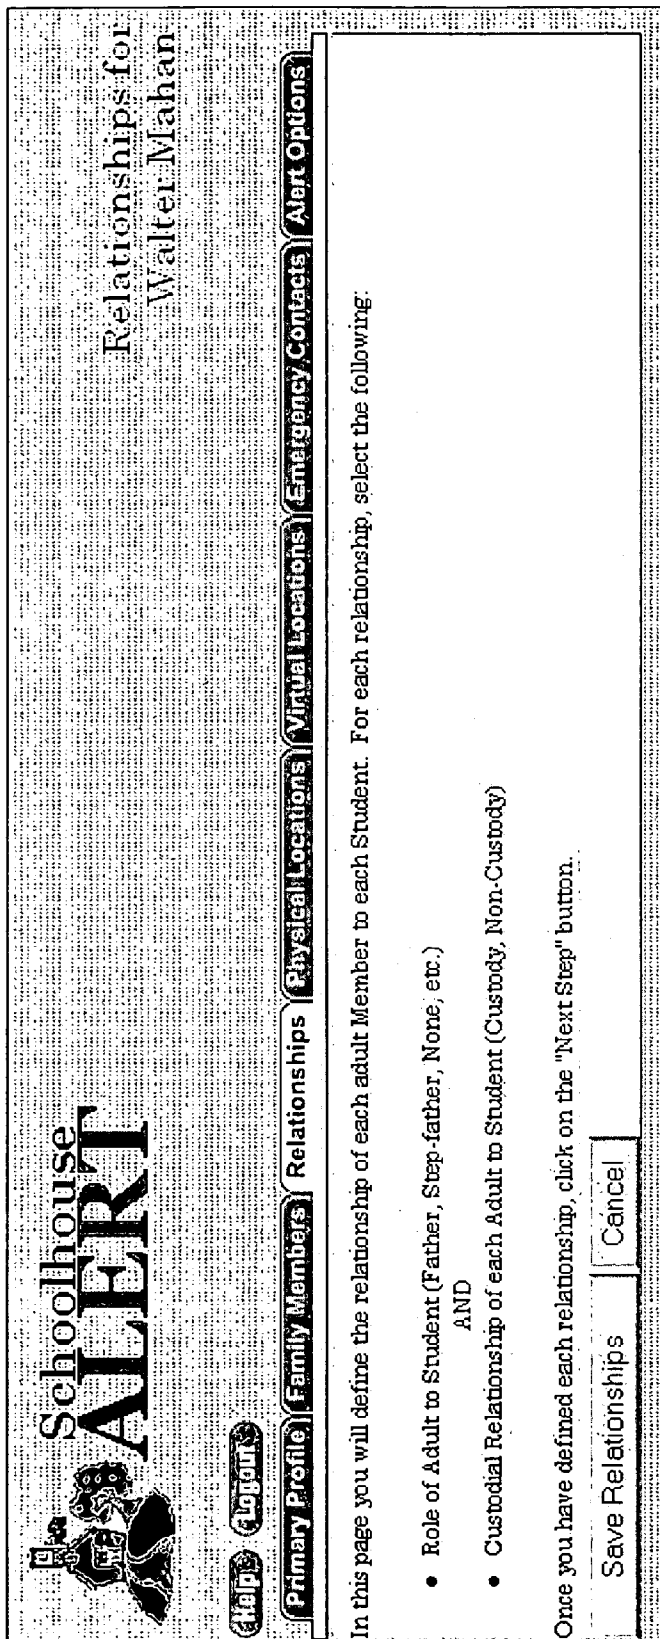 Schoolhouse
ALERT
Relationships for
Walter Mahan
Help Logout
Primary Profile Family Members Relationships Physical Locations Virtual Locations Emergency Contacts Alert Options
In this page you will define the relationship of each adult Member to each Student. For each relationship, select the following:
• Role of Adult to Student (Father, Step-father, None, etc.)
AND
• Custodial Relationship of each Adult to Student (Custody, Non-Custody)
Once you have defined each relationship, click on the "Next Step" button.
Save Relationships Cancel